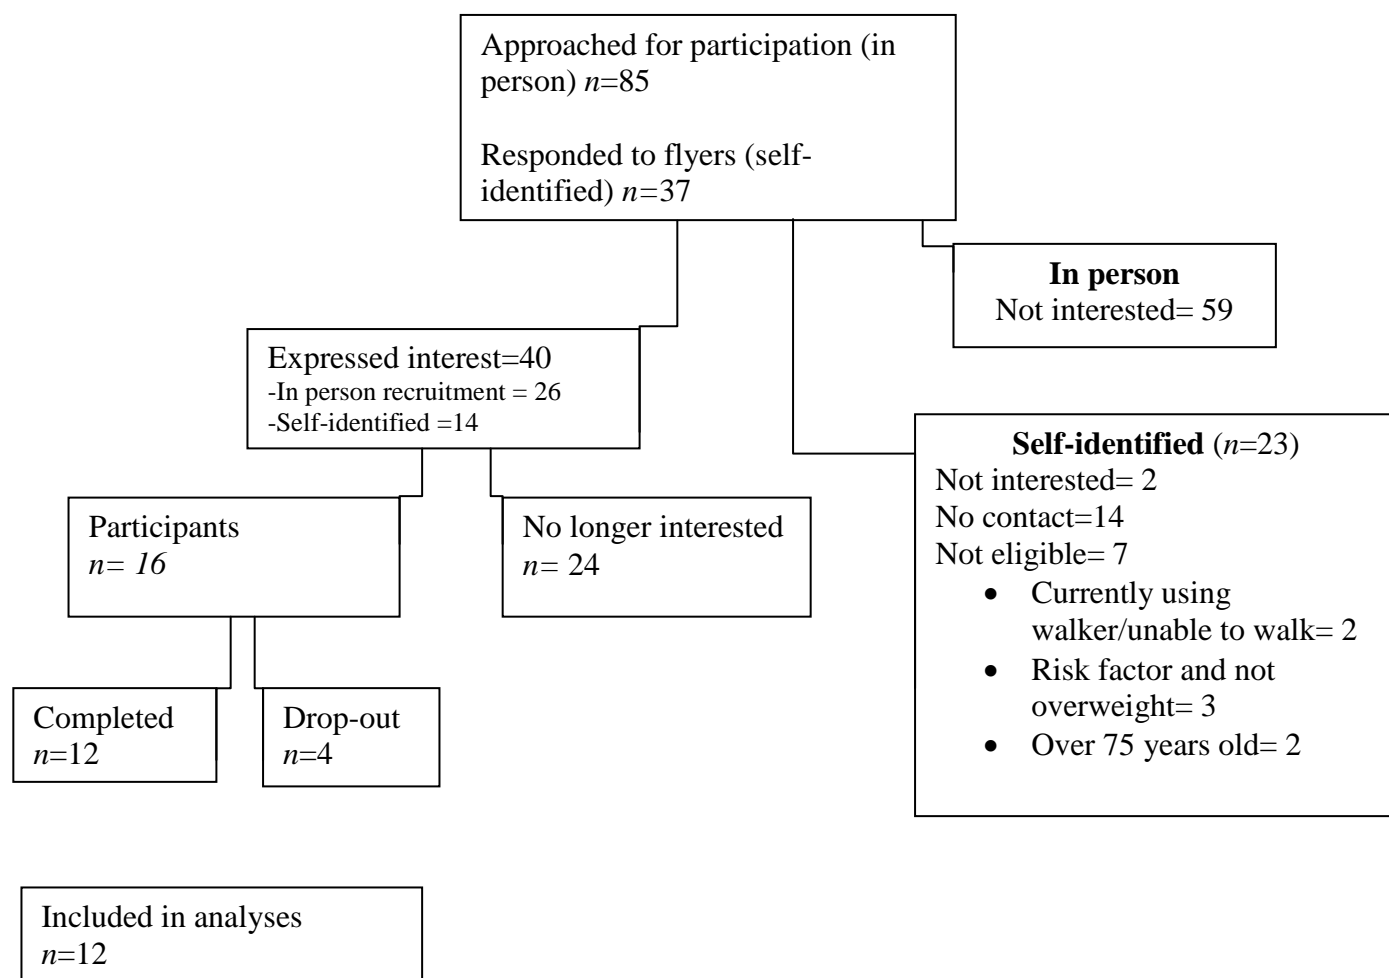 Approached for participation (in
person) n=85
Responded to flyers (self-
identified) n=37
In person
Not interested= 59
Expressed interest=40
-In person recruitment = 26
-Self-identified =14
Self-identified (n=23)
Not interested= 2
No contact=14
Not eligible= 7
• Currently using
walker/unable to walk= 2
• Risk factor and not
overweight= 3
• Over 75 years old= 2
Participants
n= 16
No longer interested
n= 24
Completed
n=12
Drop-out
n=4
Included in analyses
n=12